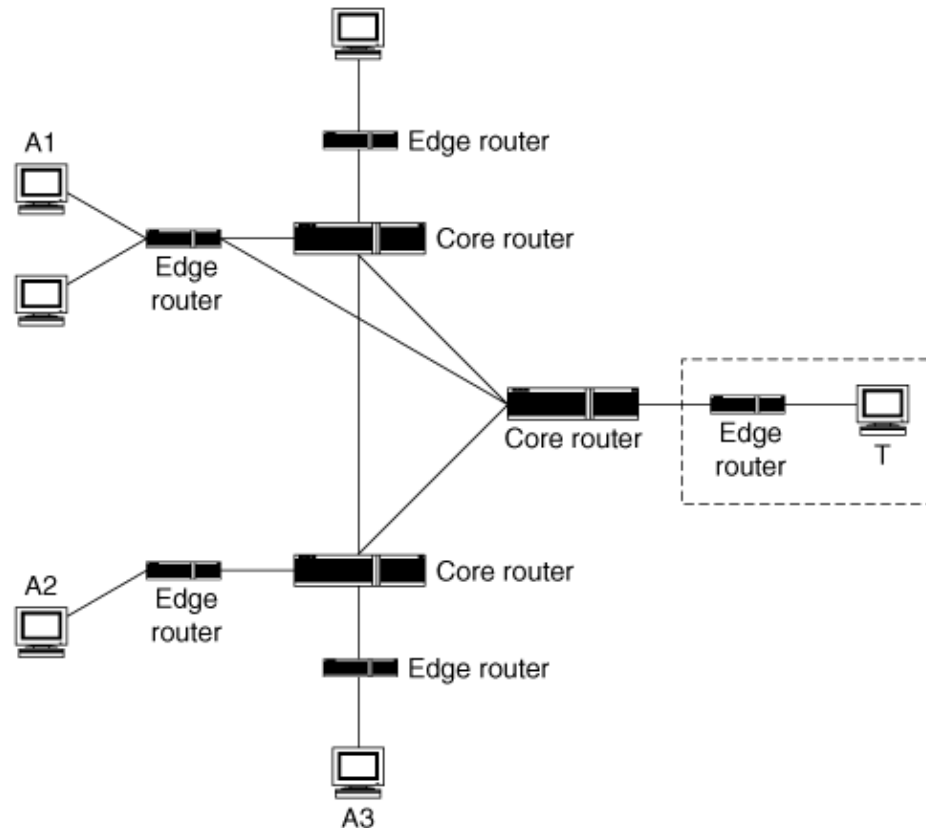 Edge router
A1
Core router
Edge
router
Core router
Edge
router
T
Core router
A2
Edge
router
Edge router
A3